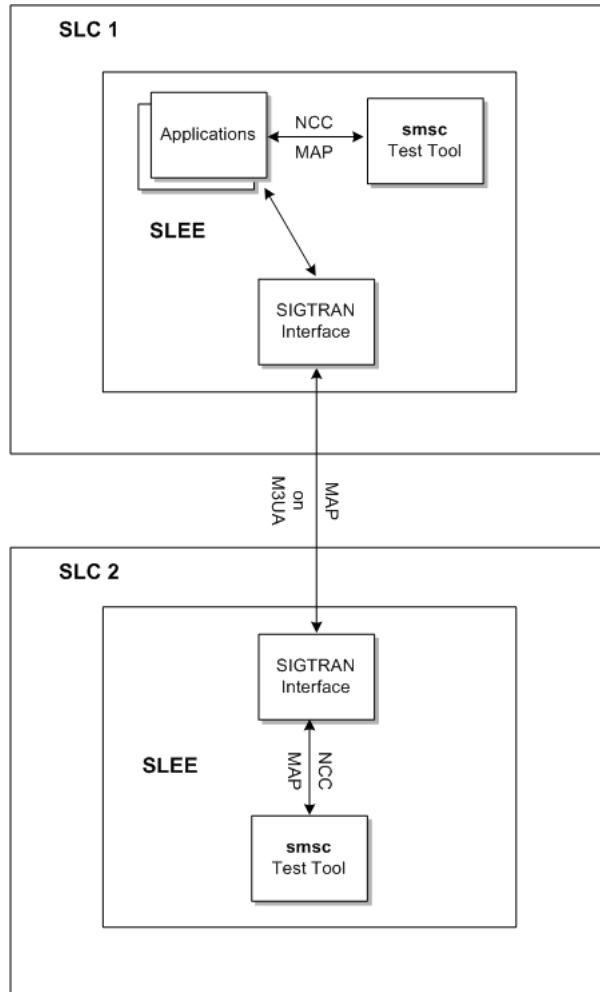 SLC 1
Applications
NCC
MAP
smsc
Test Tool
SLEE
SIGTRAN
Interface
MAP
on
M3UA
SLC 2
SIGTRAN
Interface
SLEE
NCC
MAP
smsc
Test Tool